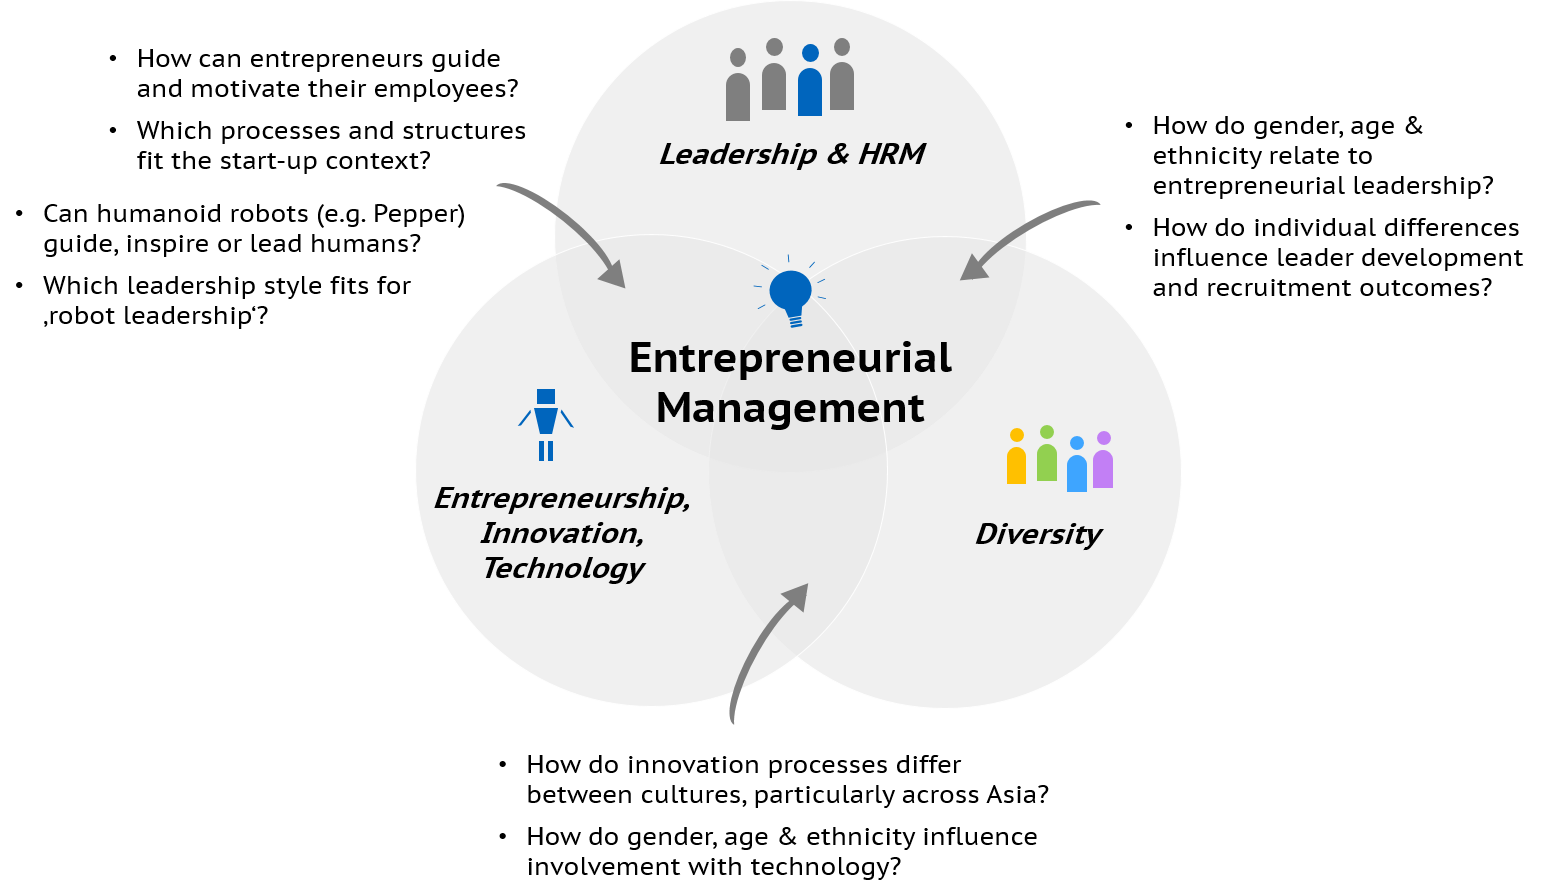 • How can entrepreneurs guide
and motivate their employees?
• Which processes and structures
fit the start-up context?
• Can humanoid robots (e.g. Pepper)
guide, inspire or lead humans?
• Which leadership style fits for
‚robot leadership‘?
Leadership & HRM
• How do gender, age &
ethnicity relate to
entrepreneurial leadership?
• How do individual differences
influence leader development
and recruitment outcomes?
Entrepreneurial
Management
Entrepreneurship,
Innovation,
Technology
Diversity
• How do innovation processes differ
between cultures, particularly across Asia?
• How do gender, age & ethnicity influence
involvement with technology?